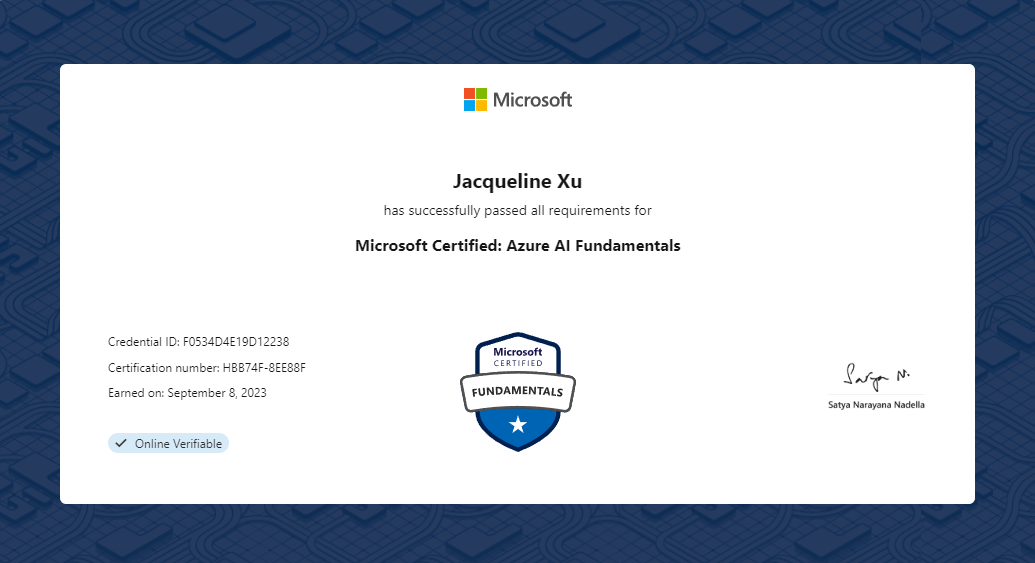 Microsoft
Jacqueline Xu
has successfully passed all requirements for
Microsoft Certified: Azure AI Fundamentals
Credential ID: F0534D4E19D12238
Certification number: HBB74F-8EE88F
Earned on: September 8, 2023
Online Verifiable
Microsoft
CERTIFIED
FUNDAMENTALS
Satya N.
Satya Narayana Nadella